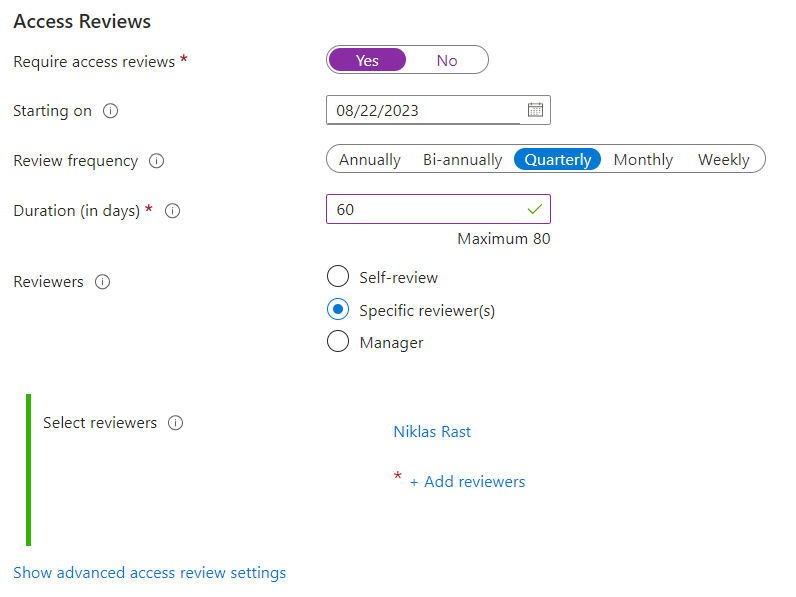 Access Reviews
Require access reviews * Yes No
Starting on 08/22/2023
Review frequency Annually Bi-annually Quarterly Monthly Weekly
Duration (in days) * 60
Maximum 80
Reviewers Self-review
Specific reviewer(s)
Manager
Select reviewers Niklas Rast
* + Add reviewers
Show advanced access review settings